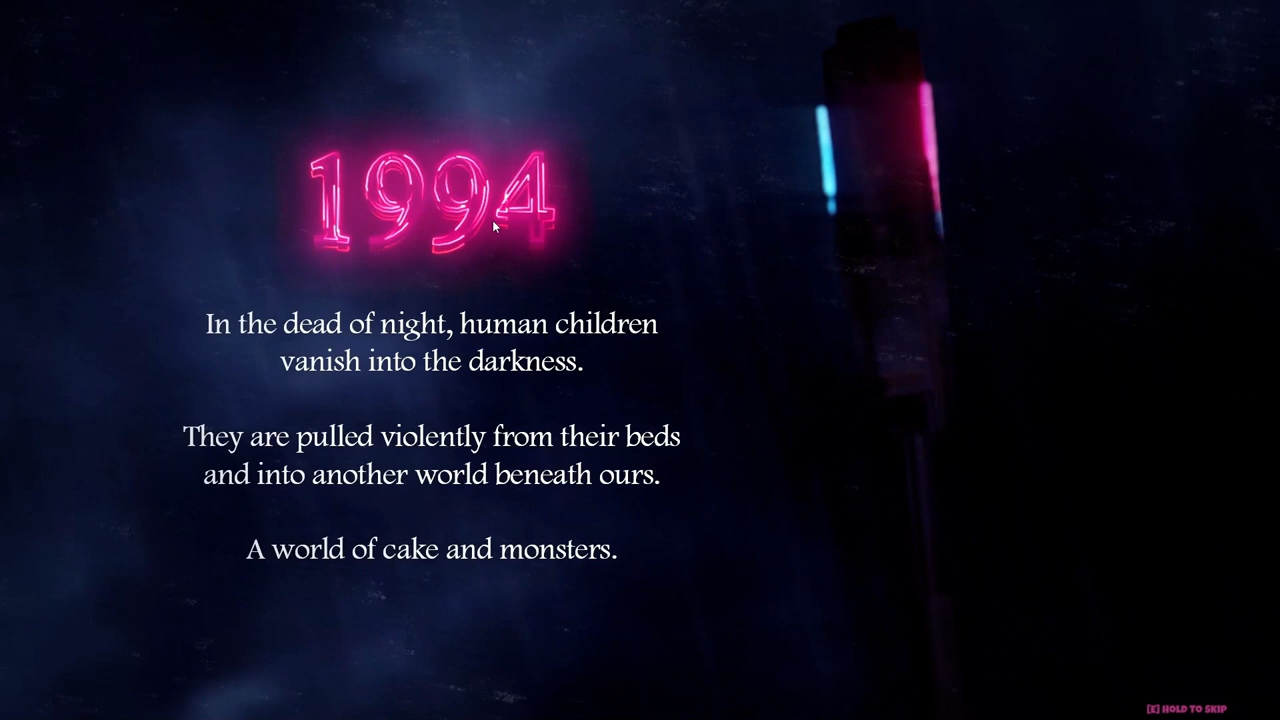 1994
In the dead of night, human children
vanish into the darkness.
They are pulled violently from their beds
and into another world beneath ours.
A world of cake and monsters.
[E] HOLD TO SKIP